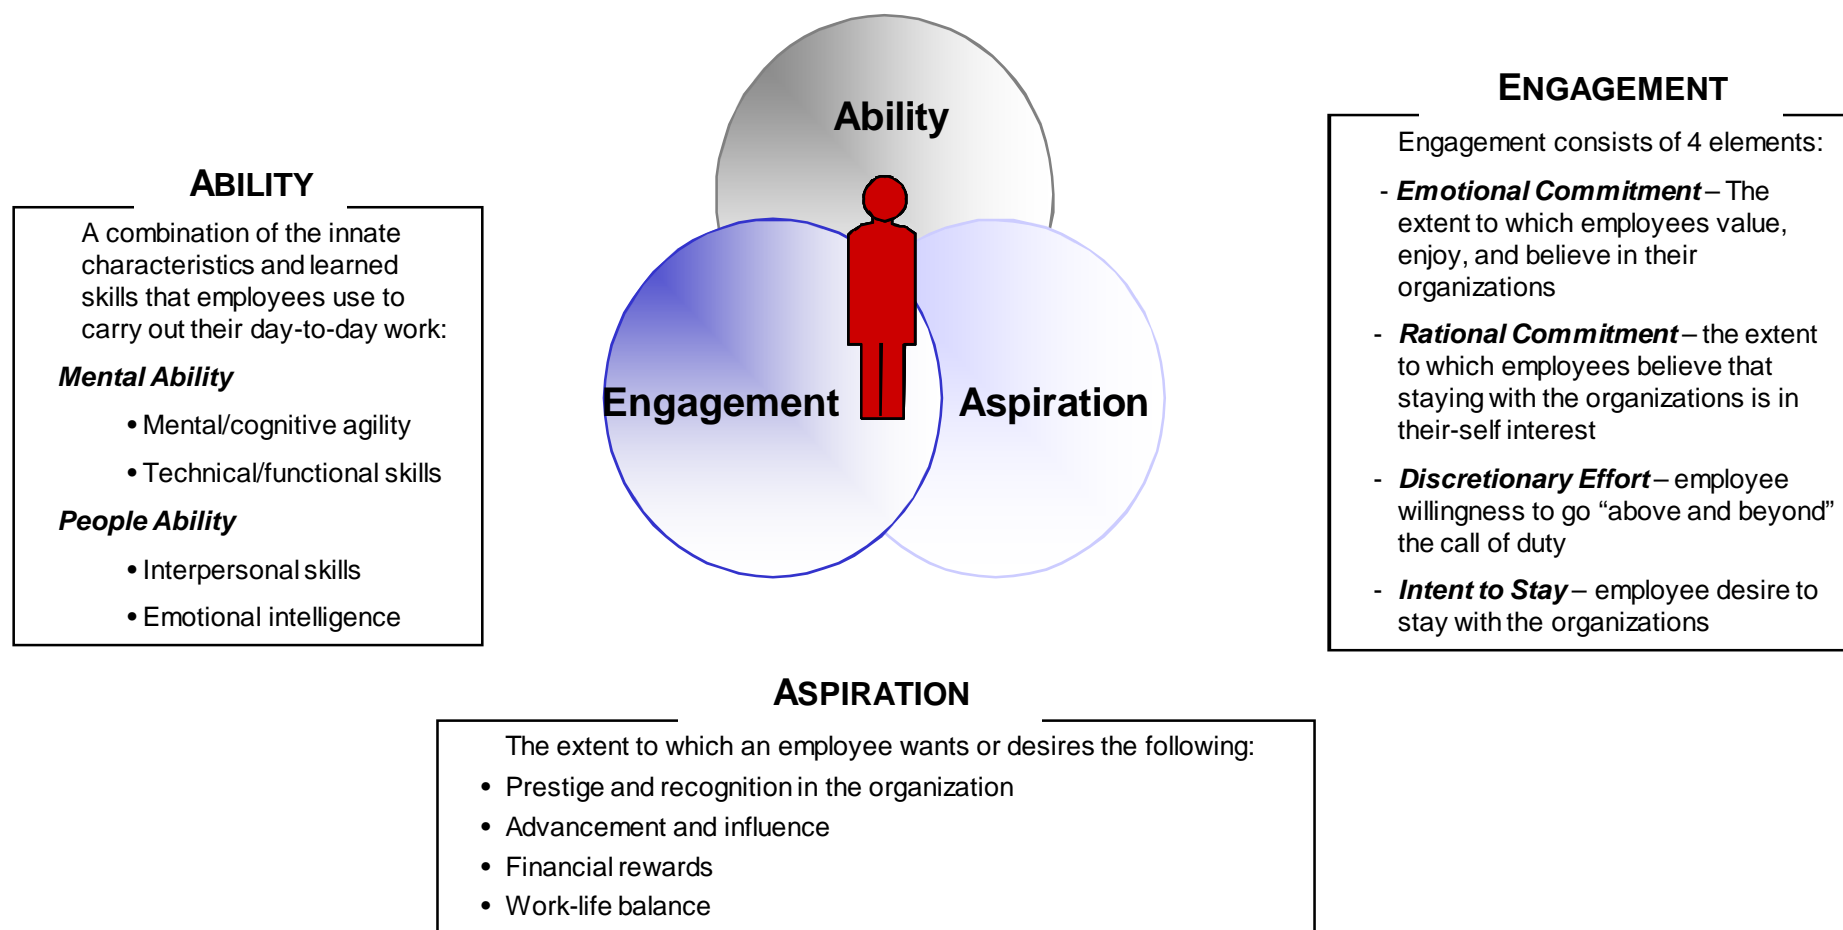 Ability
Engagement
Aspiration
ABILITY
A combination of the innate
characteristics and learned
skills that employees use to
carry out their day-to-day work:
Mental Ability
• Mental/cognitive agility
• Technical/functional skills
People Ability
• Interpersonal skills
• Emotional intelligence
ENGAGEMENT
Engagement consists of 4 elements:
- Emotional Commitment – The
extent to which employees value,
enjoy, and believe in their
organizations
- Rational Commitment – the extent
to which employees believe that
staying with the organizations is in
their-self interest
- Discretionary Effort – employee
willingness to go “above and beyond”
the call of duty
- Intent to Stay – employee desire to
stay with the organizations
ASPIRATION
The extent to which an employee wants or desires the following:
• Prestige and recognition in the organization
• Advancement and influence
• Financial rewards
• Work-life balance